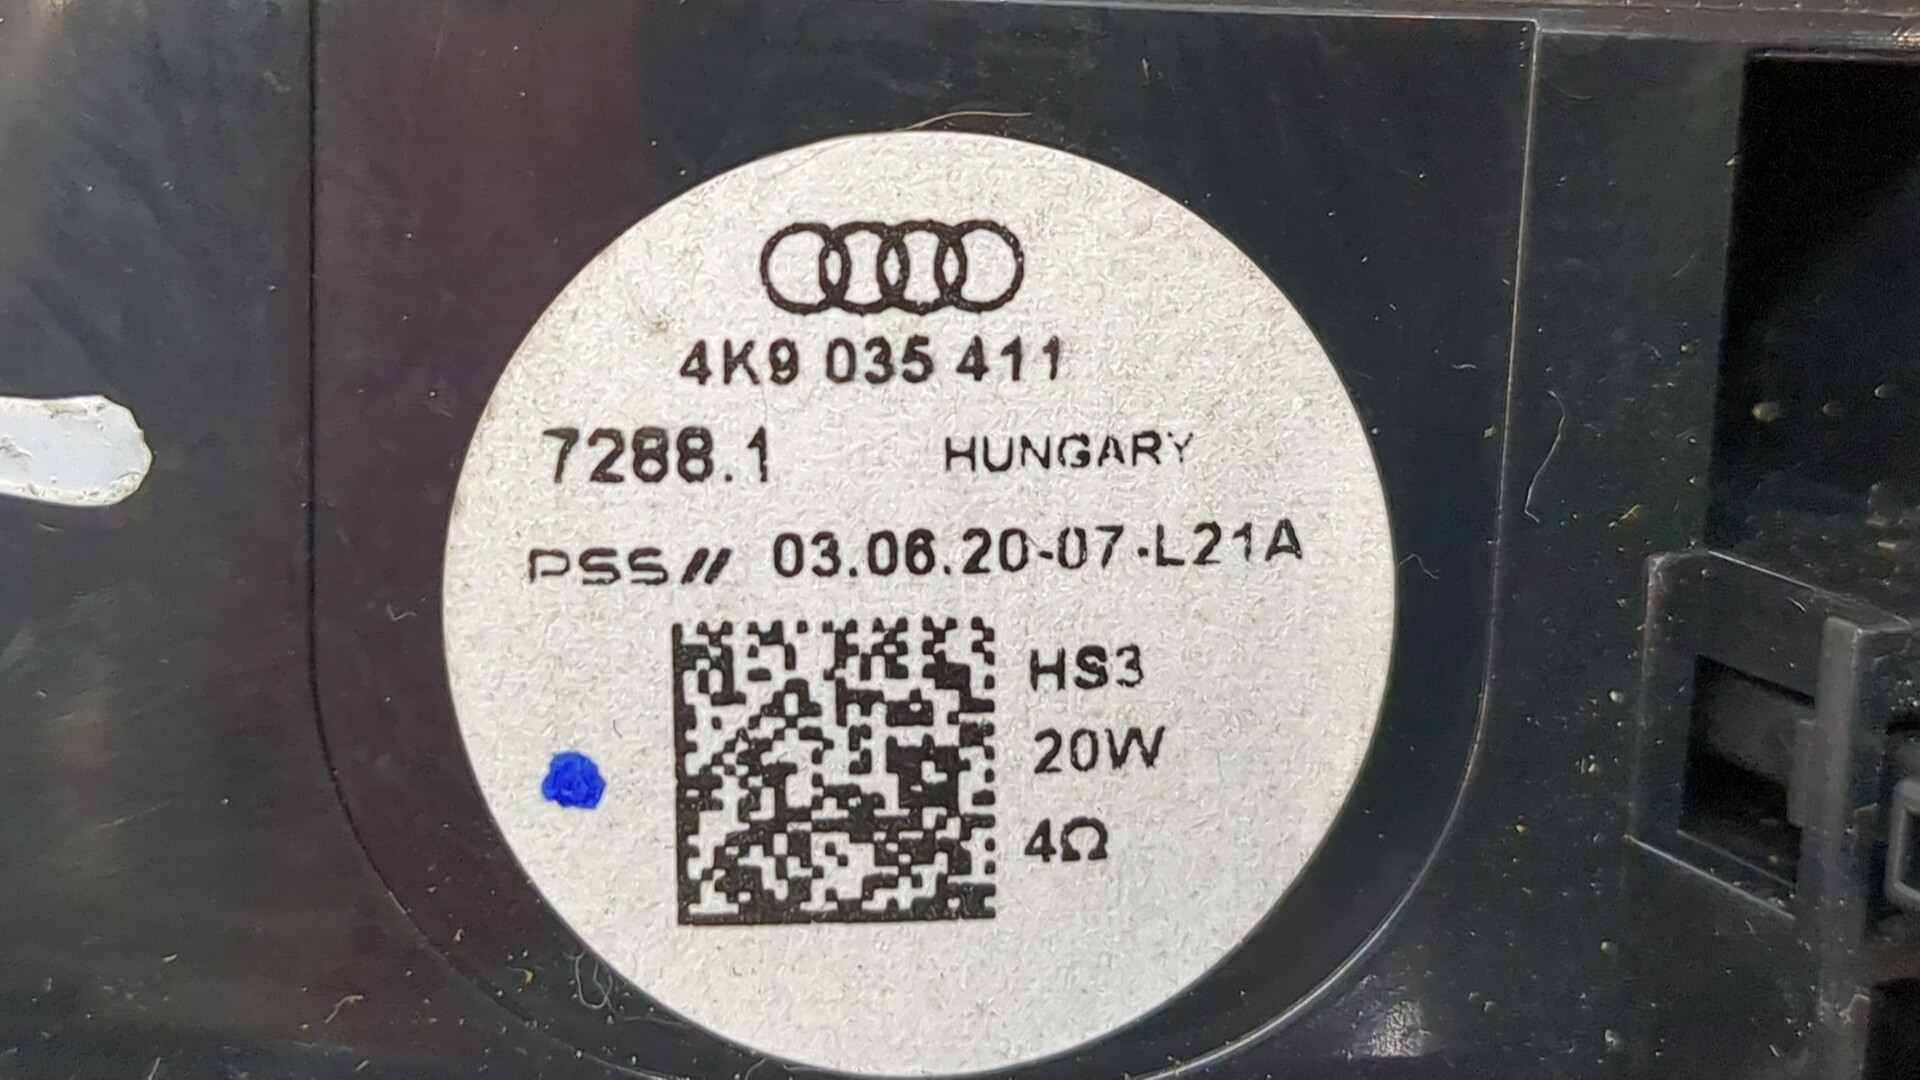 4K9 035 411
7288.1 HUNGARY
PSS// 03.06.20-07-L21A
HS3
20W
4Ω